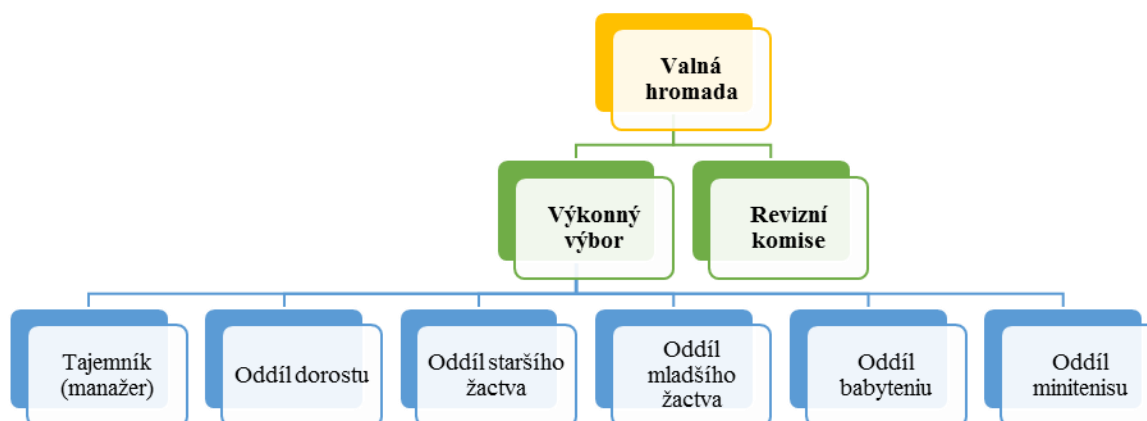 Valná
hromada
Výkonný
výbor
Revizní
komise
Tajemník
(manažer)
Oddíl dorostu
Oddíl staršího
žactva
Oddíl
mladšího
žactva
Oddíl
babyteniu
Oddíl
minitenisu